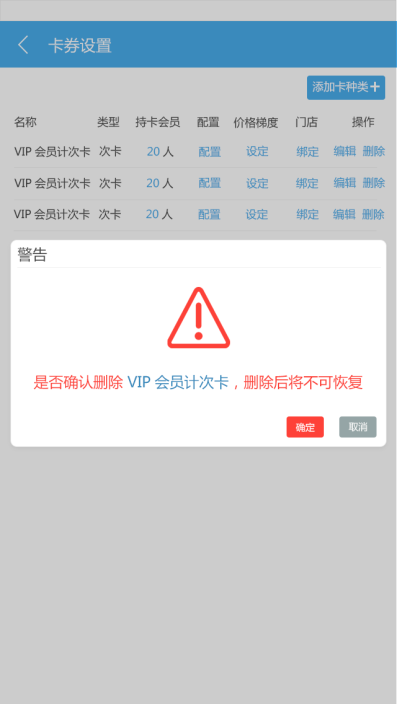 卡券设置
添加卡种类+
名称 类型 持卡会员 配置 价格梯度 门店 操作
VIP 会员计次卡 次卡 20 人 配置 设定 绑定 编辑 删除
VIP 会员计次卡 次卡 20 人 配置 设定 绑定 编辑 删除
VIP 会员计次卡 次卡 20 人 配置 设定 绑定 编辑 删除
警告
是否确认删除 VIP 会员计次卡，删除后将不可恢复
确定 取消